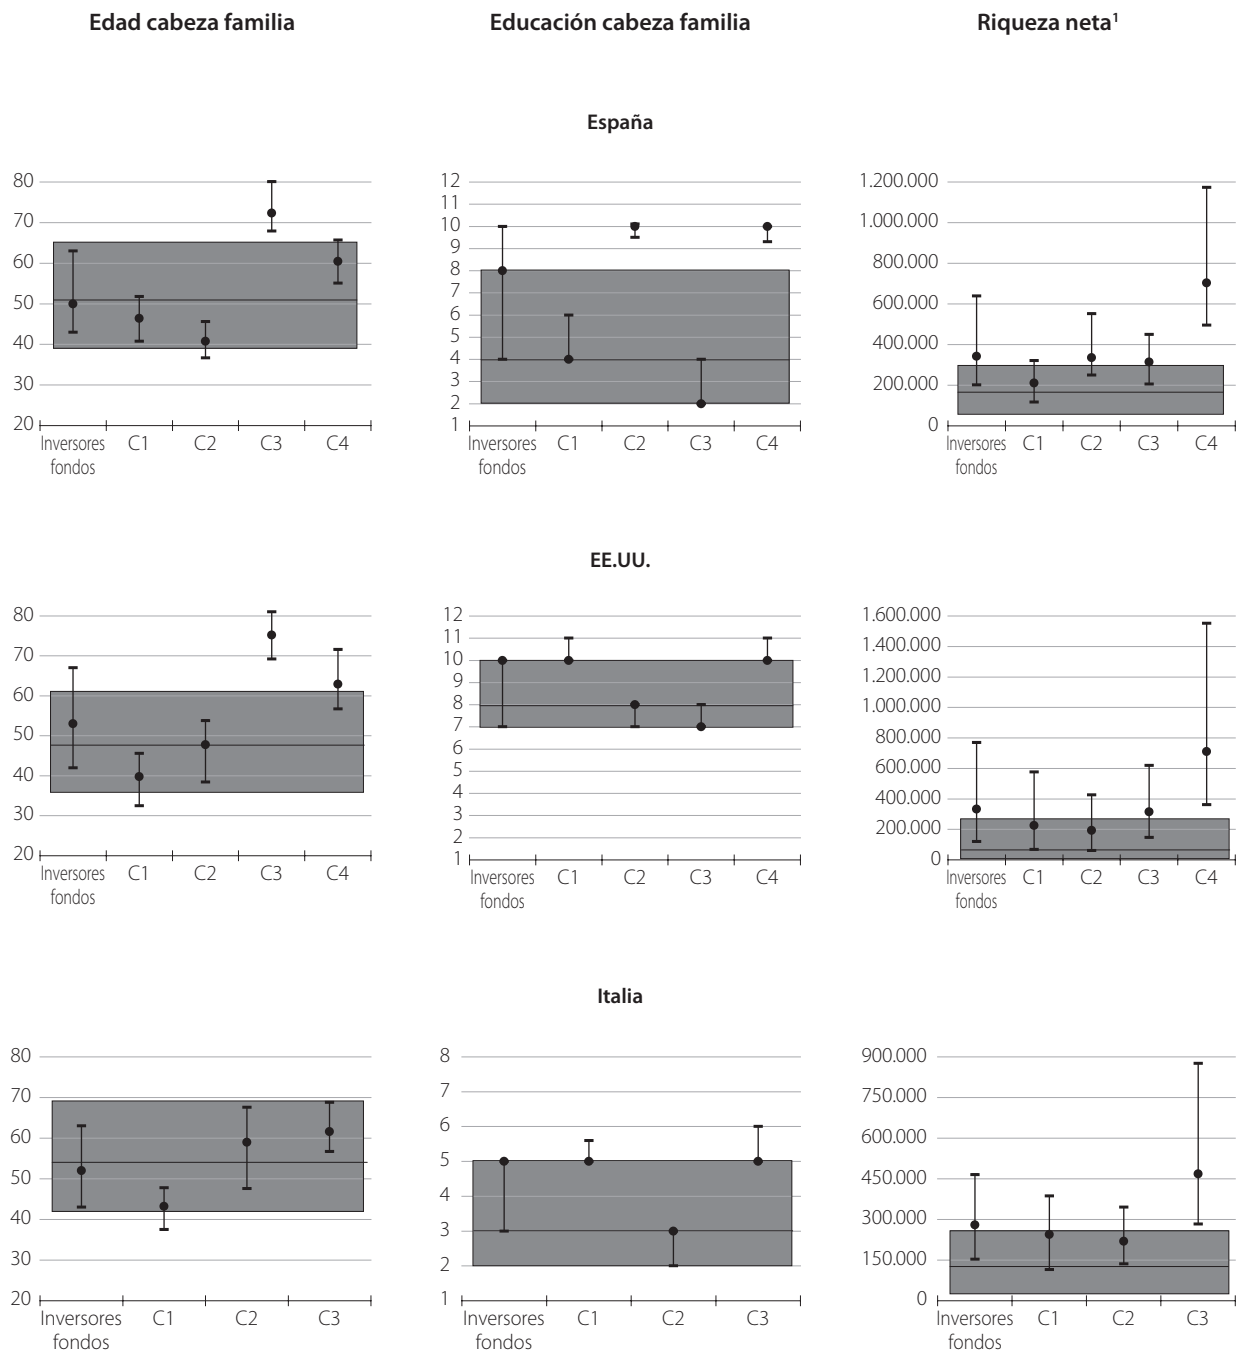 Edad cabeza familia
Educación cabeza familia
Riqueza neta¹
España
80
70
60
50
40
30
20
Inversores fondos
C1
C2
C3
C4
12
11
10
9
8
7
6
5
4
3
2
1
Inversores fondos
C1
C2
C3
C4
1.200.000
1.000.000
800.000
600.000
400.000
200.000
0
Inversores fondos
C1
C2
C3
C4
EE.UU.
80
70
60
50
40
30
20
Inversores fondos
C1
C2
C3
C4
12
11
10
9
8
7
6
5
4
3
2
1
Inversores fondos
C1
C2
C3
C4
1.600.000
1.400.000
1.200.000
1.000.000
800.000
600.000
400.000
200.000
0
Inversores fondos
C1
C2
C3
C4
Italia
80
70
60
50
40
30
20
Inversores fondos
C1
C2
C3
8
7
6
5
4
3
2
1
Inversores fondos
C1
C2
C3
900.000
750.000
600.000
450.000
300.000
150.000
0
Inversores fondos
C1
C2
C3